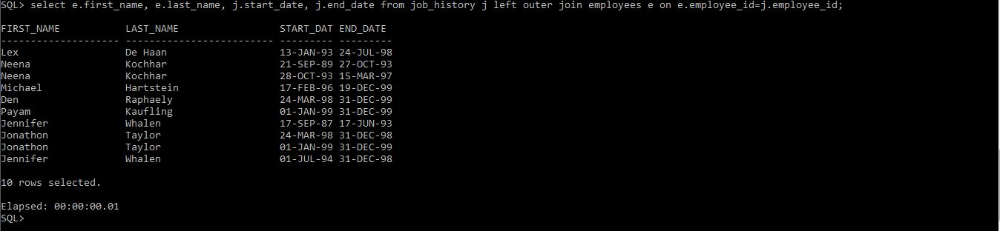 SQL> select e.first_name, e.last_name, j.start_date, j.end_date from job_history j left outer join employees e on e.employee_id=j.employee_id;
FIRST_NAME           LAST_NAME                 START_DAT END_DATE
-------------------- ------------------------- --------- ---------
Lex                  De Haan                   13-JAN-93 24-JUL-98
Neena                Kochhar                   21-SEP-89 27-OCT-93
Neena                Kochhar                   28-OCT-93 15-MAR-97
Michael              Hartstein                 17-FEB-96 19-DEC-99
Den                  Raphaely                  24-MAR-98 31-DEC-99
Payam                Kaufling                  01-JAN-99 31-DEC-99
Jennifer             Whalen                    17-SEP-87 17-JUN-93
Jonathon             Taylor                    24-MAR-98 31-DEC-98
Jonathon             Taylor                    01-JAN-99 31-DEC-99
Jennifer             Whalen                    01-JUL-94 31-DEC-98
10 rows selected.
Elapsed: 00:00:00.01
SQL>